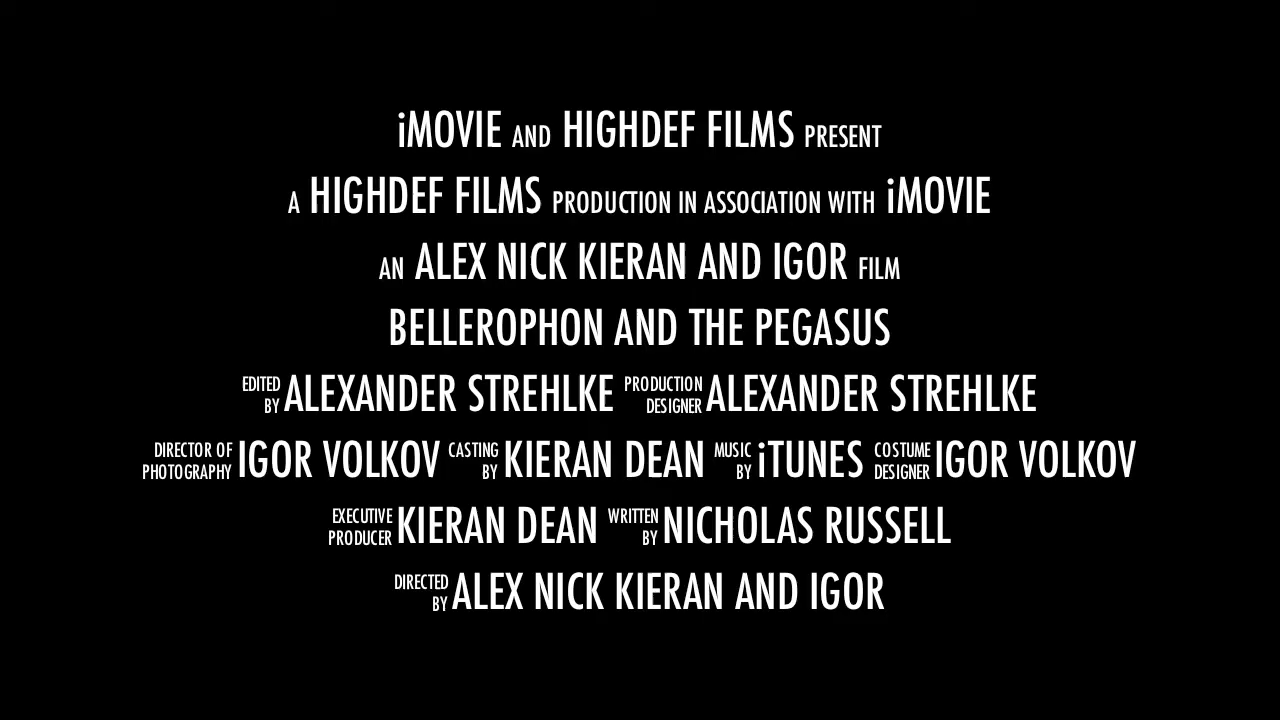 iMOVIE AND HIGHDEF FILMS PRESENT
A HIGHDEF FILMS PRODUCTION IN ASSOCIATION WITH iMOVIE
AN ALEX NICK KIERAN AND IGOR FILM
BELLEROPHON AND THE PEGASUS
EDITED BY ALEXANDER STREHLKE PRODUCTION DESIGNER ALEXANDER STREHLKE
DIRECTOR OF PHOTOGRAPHY IGOR VOLKOV CASTING BY KIERAN DEAN MUSIC BY iTUNES COSTUME DESIGNER IGOR VOLKOV
EXECUTIVE PRODUCER KIERAN DEAN WRITTEN BY NICHOLAS RUSSELL
DIRECTED BY ALEX NICK KIERAN AND IGOR